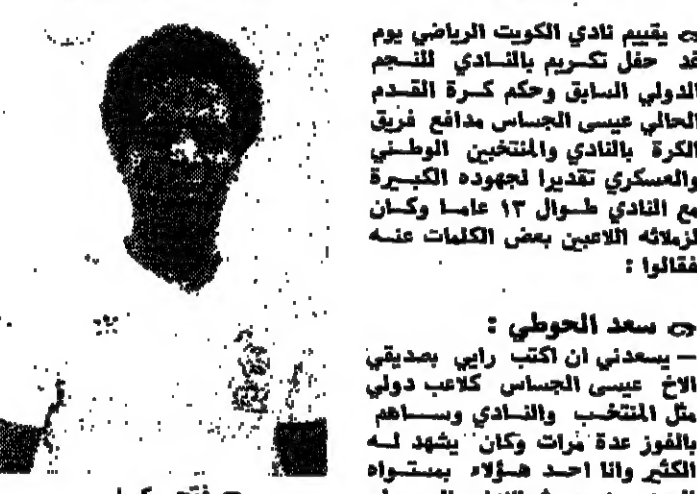 يقيم نادي الكويت الرياضي يوم
غد حفل تكريم بالنادي للنجم
الدولي السابق وحكم كرة القدم
الحالي عيسى الجساس مدافع فريق
الكرة بالنادي والمنتخبين الوطني
والعسكري تقديرا لجهوده الكبيرة
مع النادي طوال ١٣ عاما وكان
لزملائه اللاعبين بعض الكلمات عنه
فقالوا :
سعد الحوطي :
— يسعدني ان اكتب رايي بصديقي
الاخ عيسى الجساس كلاعب دولي
مثل المنتخب والنادي وساهم
بالفوز عدة مرات وكان يشهد له
الكثير وانا احد هؤلاء بمستواه